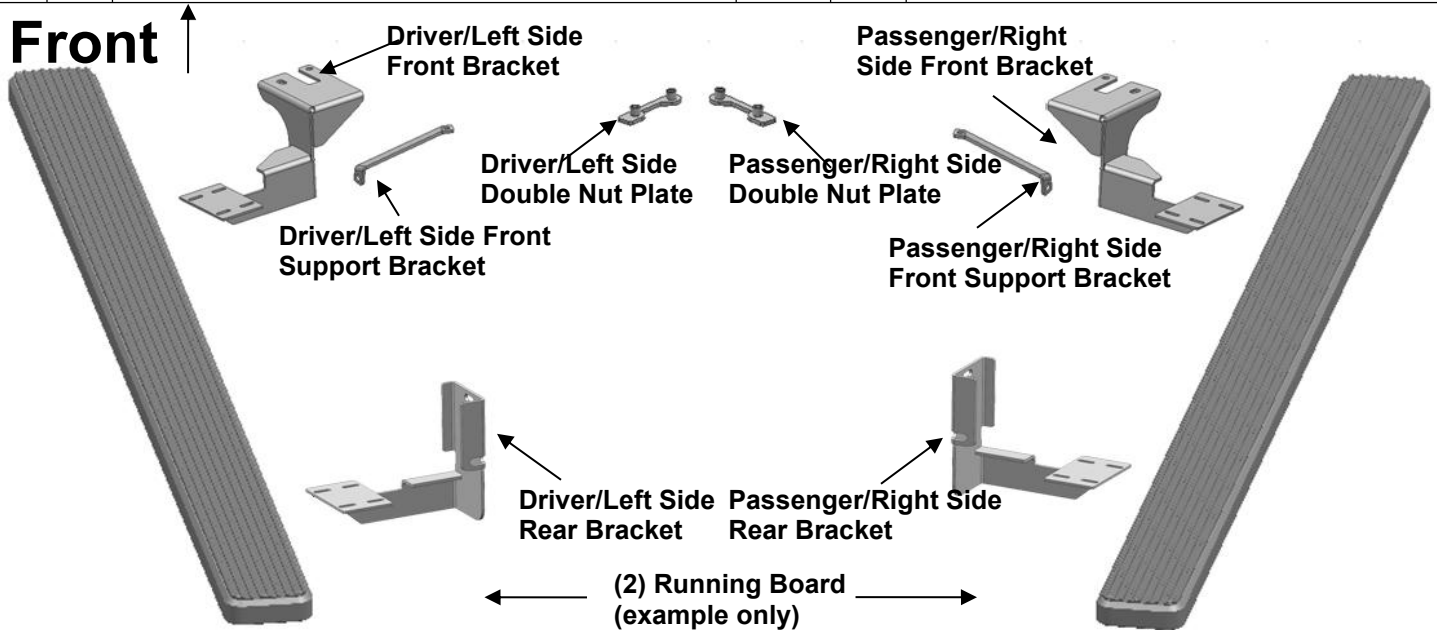 Front
Driver/Left Side
Front Bracket
Passenger/Right
Side Front Bracket
Driver/Left Side
Double Nut Plate
Passenger/Right Side
Double Nut Plate
Driver/Left Side Front
Support Bracket
Passenger/Right Side
Front Support Bracket
Driver/Left Side
Rear Bracket
Passenger/Right Side
Rear Bracket
(2) Running Board
(example only)